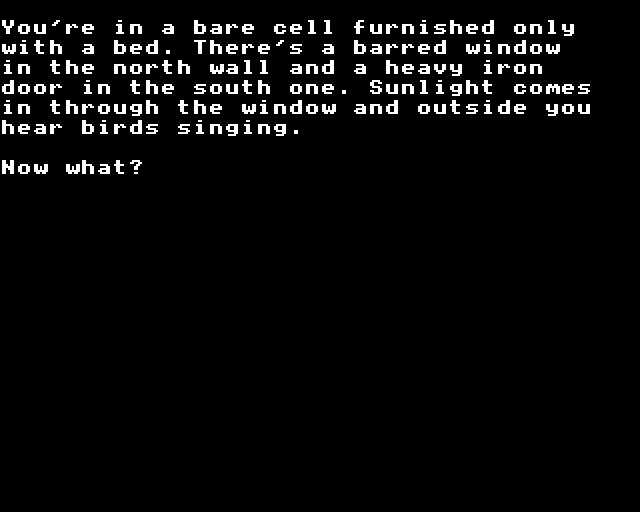 You're in a bare cell furnished only
with a bed. There's a barred window
in the north wall and a heavy iron
door in the south one. Sunlight comes
in through the window and outside you
hear birds singing.
Now what?